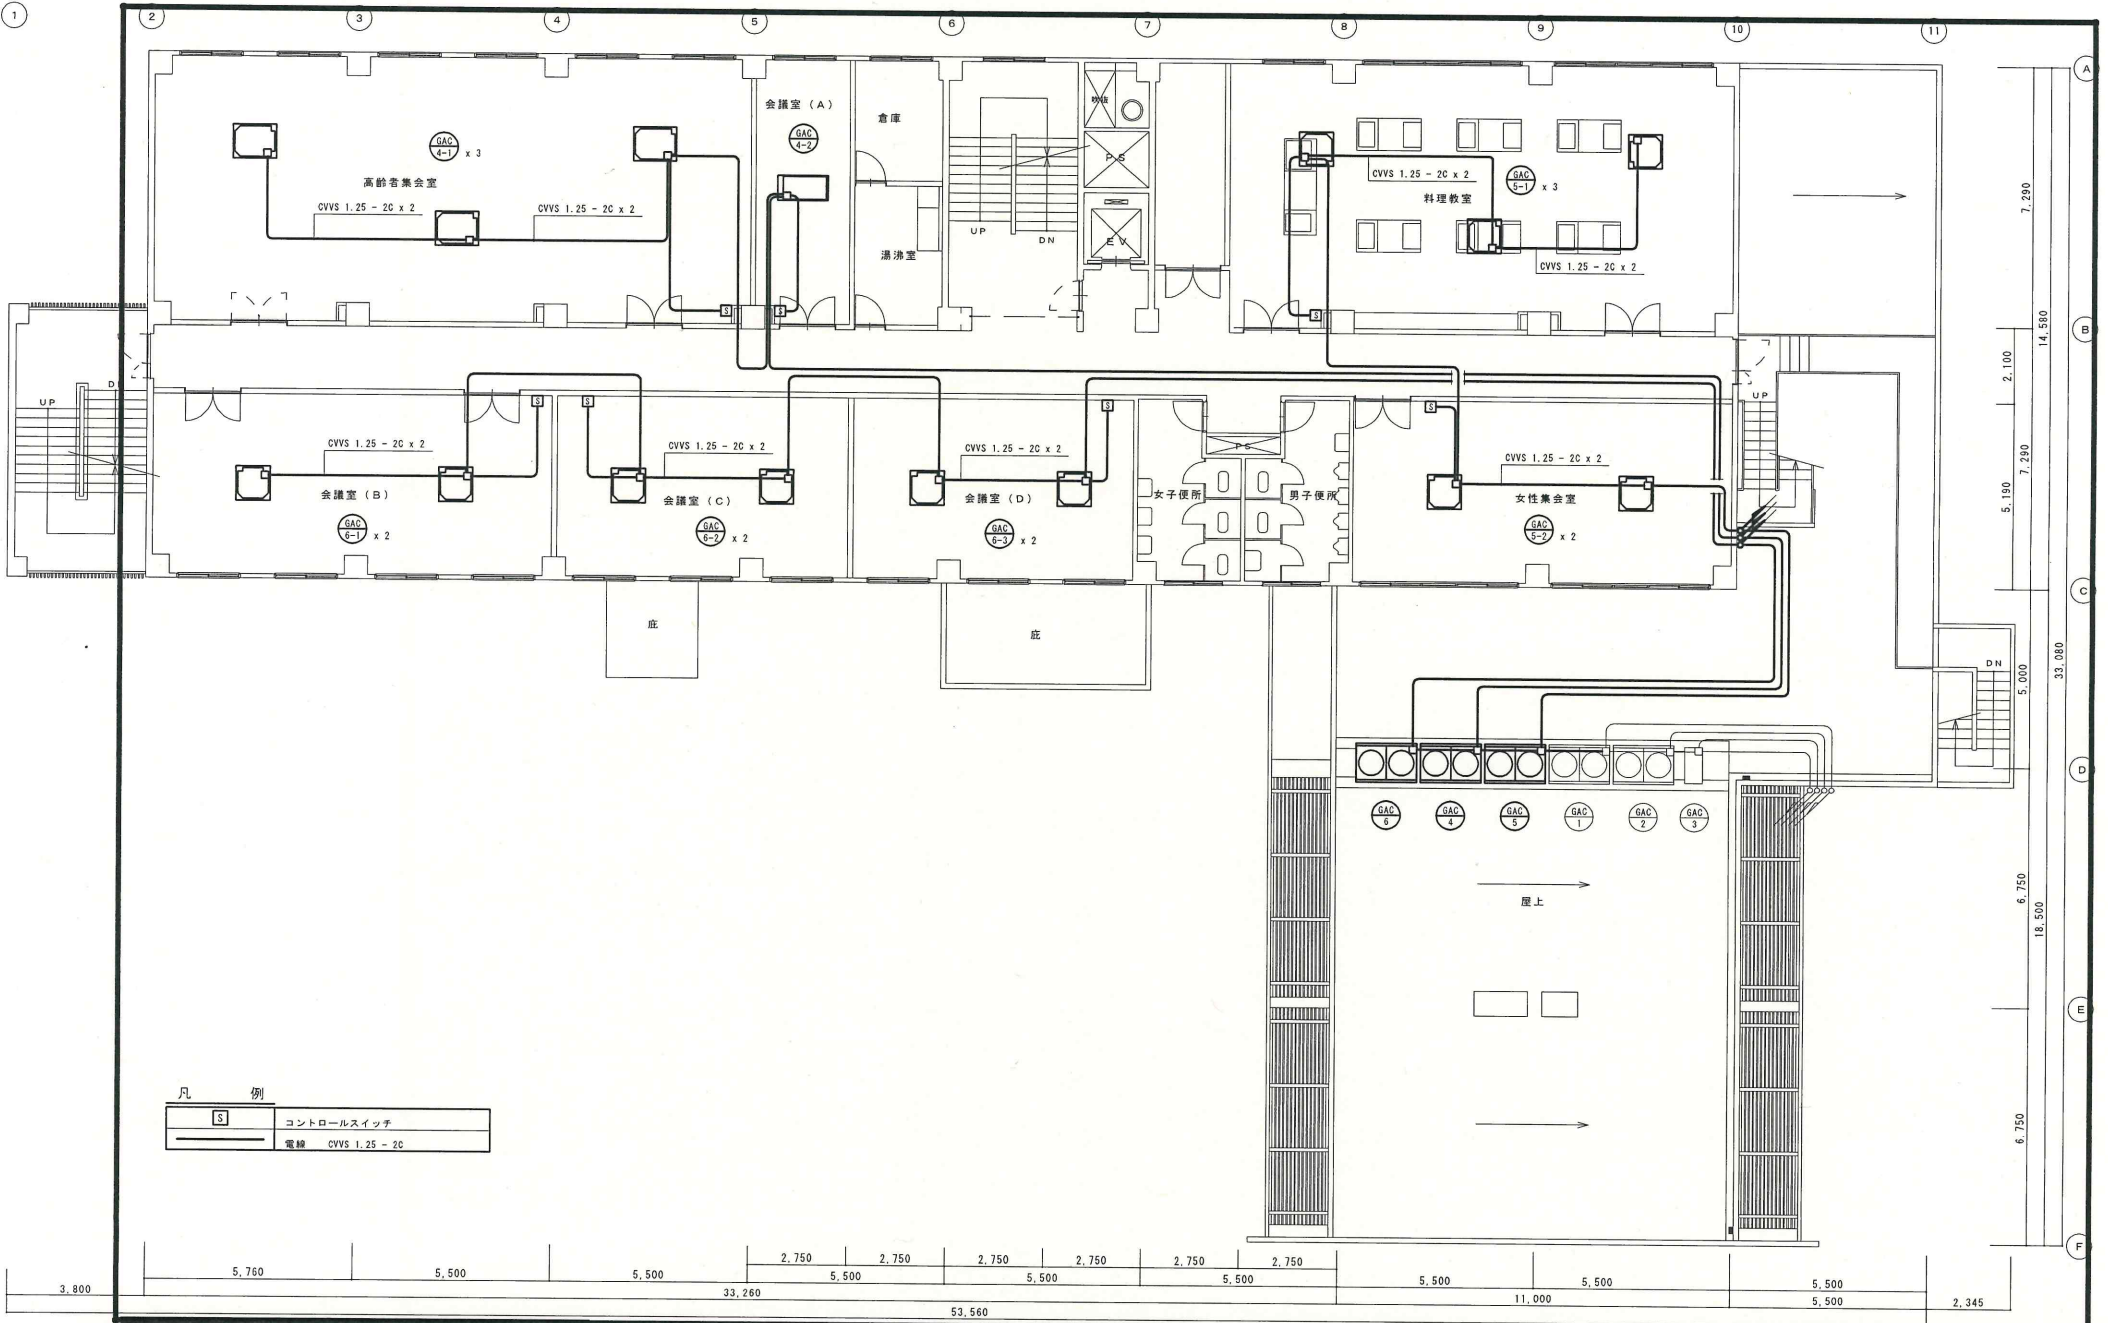 1 2 3 4 5 6 7 8 9 10 11
A
B
C
D
E
F
会議室 (A)
GAC
4-2
倉庫
吹抜
PS
EV
UP
DN
湯沸室
GAC
4-1 x 3
高齢者集会室
CVVS 1.25 - 2C x 2
CVVS 1.25 - 2C x 2
CVVS 1.25 - 2C x 2
GAC
5-1 x 3
料理教室
CVVS 1.25 - 2C x 2
S
S
S
UP
S
S
S
S
UP
CVVS 1.25 - 2C x 2
会議室 (B)
GAC
6-1 x 2
CVVS 1.25 - 2C x 2
会議室 (C)
GAC
6-2 x 2
CVVS 1.25 - 2C x 2
会議室 (D)
GAC
6-3 x 2
PS
女子便所
男子便所
CVVS 1.25 - 2C x 2
女性集会室
GAC
5-2 x 2
庇
庇
DN
GAC
6
GAC
4
GAC
5
GAC
1
GAC
2
GAC
3
屋上
凡 例
S コントロールスイッチ
電線 CVVS 1.25 - 2C
7,290
2,100
14,580
7,290
5,190
5,000
33,080
6,750
18,500
6,750
2,750 2,750 2,750 2,750 2,750 2,750
5,760 5,500 5,500 5,500 5,500 5,500 5,500 5,500 5,500
3,800 33,260 11,000 5,500 2,345
53,560